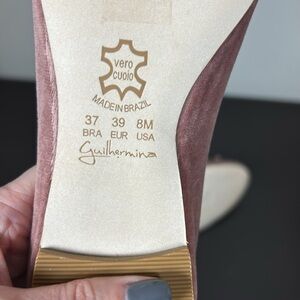 vero
cuoio
MADE IN BRAZIL
37 39 8M
BRA EUR USA
Guilhermina